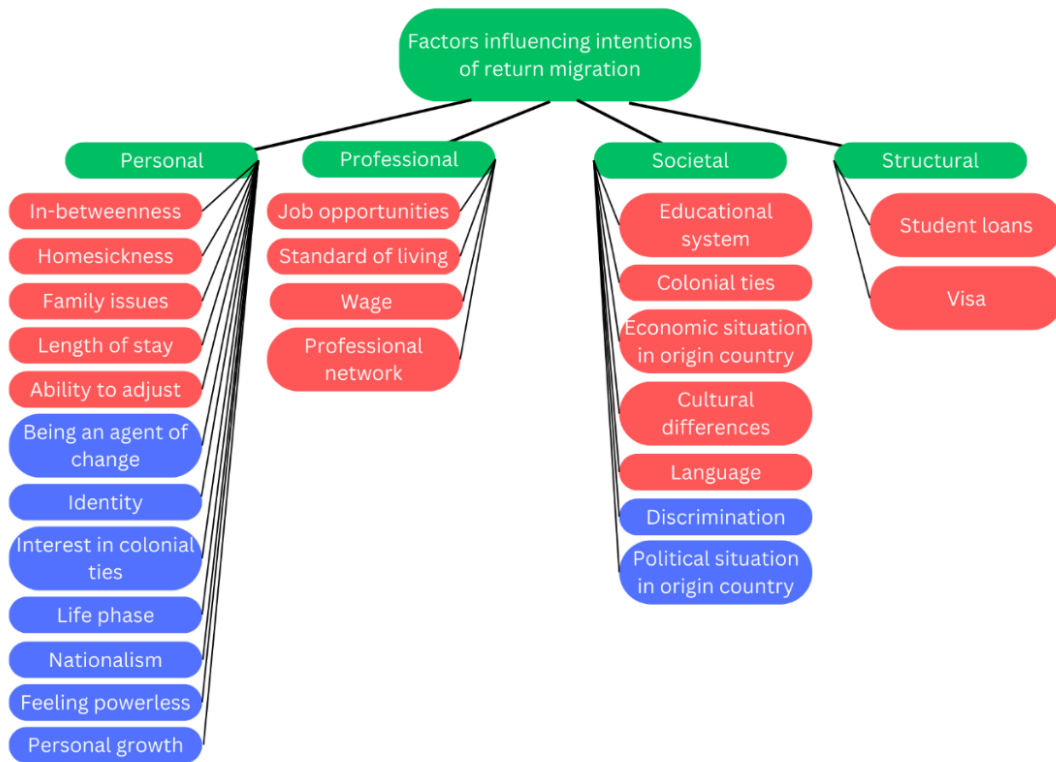 Factors influencing intentions
of return migration
Personal
In-betweenness
Homesickness
Family issues
Length of stay
Ability to adjust
Being an agent of
change
Identity
Interest in colonial
ties
Life phase
Nationalism
Feeling powerless
Personal growth
Professional
Job opportunities
Standard of living
Wage
Professional
network
Societal
Educational
system
Colonial ties
Economic situation
in origin country
Cultural
differences
Language
Discrimination
Political situation
in origin country
Structural
Student loans
Visa